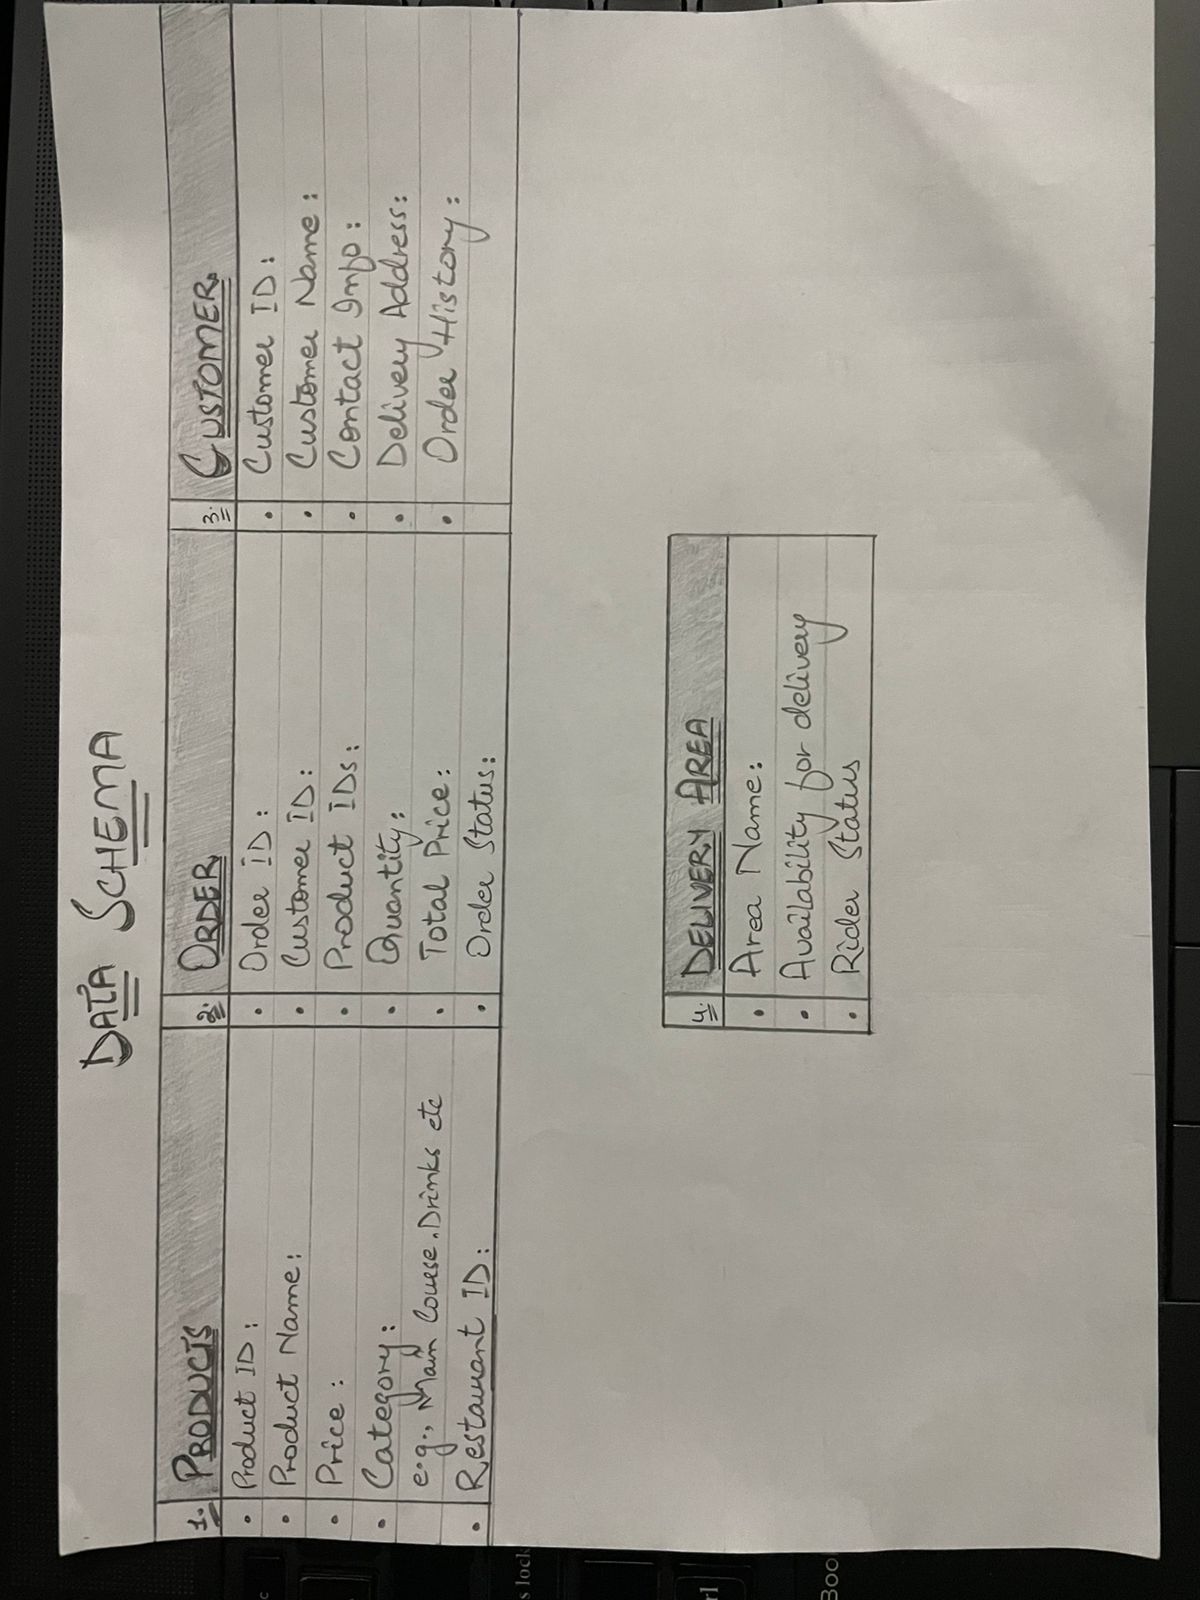 DATA SCHEMA
1. PRODUCTS
• Product ID:
• Product Name:
• Price:
• Category:
e.g., Main Course, Drinks etc
• Restaurant ID:
2. ORDER
• Order ID:
• Customer ID:
• Product IDs:
• Quantity:
• Total Price:
• Order Status:
3. CUSTOMER
• Customer ID:
• Customer Name:
• Contact Info:
• Delivery Address:
• Order History:
4. DELIVERY AREA
• Area Name:
• Availability for delivery
• Rider Status
s lock
rl
Boo